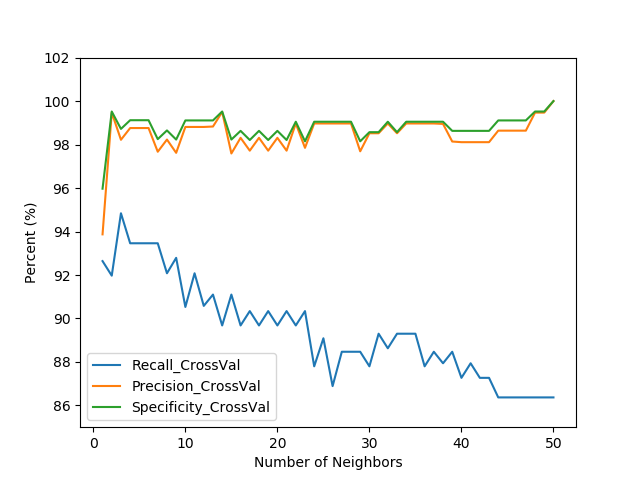 102
100
98
96
94
92
90
88
86
Percent (%)
Recall_CrossVal
Precision_CrossVal
Specificity_CrossVal
0 10 20 30 40 50
Number of Neighbors